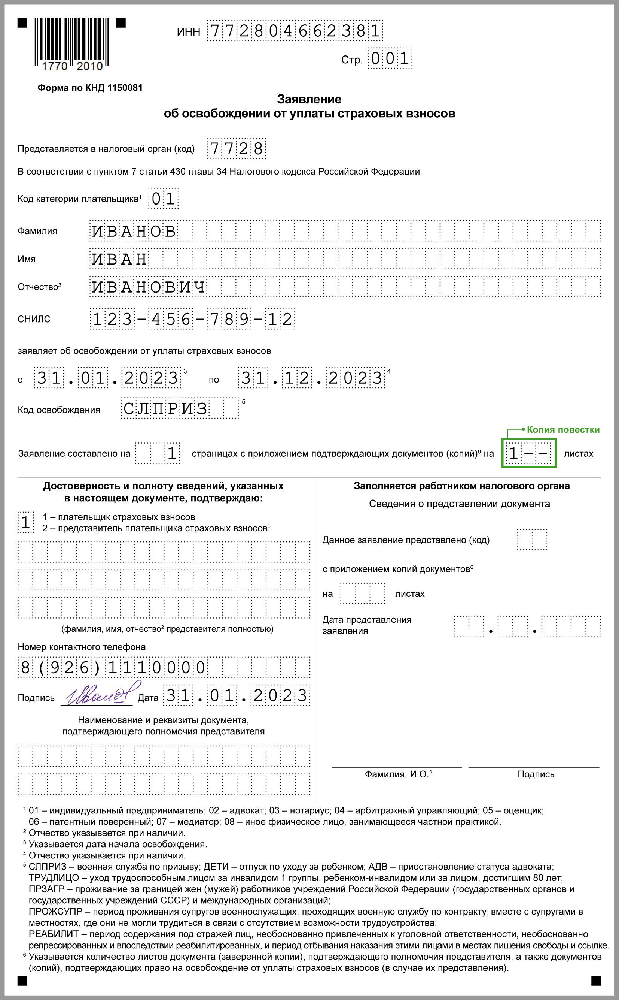 ИНН 772804662381
Стр. 001
1770 2010
Форма по КНД 1150081
Заявление
об освобождении от уплаты страховых взносов
Представляется в налоговый орган (код) 7728
В соответствии с пунктом 7 статьи 430 главы 34 Налогового кодекса Российской Федерации
Код категории плательщика¹ 01
Фамилия ИВАНОВ
Имя ИВАН
Отчество² ИВАНОВИЧ
СНИЛС 123-456-789-12
заявляет об освобождении от уплаты страховых взносов
с 31.01.2023³ по 31.12.2023⁴
Код освобождения СЛПРИЗ ⁵
Копия повестки
Заявление составлено на 1 страницах с приложением подтверждающих документов (копий)⁶ на 1-- листах
Достоверность и полноту сведений, указанных
в настоящем документе, подтверждаю:
1 1 – плательщик страховых взносов
2 – представитель плательщика страховых взносов⁶
(фамилия, имя, отчество² представителя полностью)
Номер контактного телефона
8(926)1110000
Подпись Иванов Дата 31.01.2023
Наименование и реквизиты документа,
подтверждающего полномочия представителя
Заполняется работником налогового органа
Сведения о представлении документа
Данное заявление представлено (код)
с приложением копий документов⁶
на листах
Дата представления
заявления . .
Фамилия, И.О.² Подпись
¹ 01 – индивидуальный предприниматель; 02 – адвокат; 03 – нотариус; 04 – арбитражный управляющий; 05 – оценщик;
06 – патентный поверенный; 07 – медиатор; 08 – иное физическое лицо, занимающееся частной практикой.
² Отчество указывается при наличии.
³ Указывается дата начала освобождения.
⁴ Отчество указывается при наличии.
⁵ СЛПРИЗ – военная служба по призыву; ДЕТИ – отпуск по уходу за ребенком; АДВ – приостановление статуса адвоката;
ТРУДЛИЦО – уход трудоспособным лицом за инвалидом 1 группы, ребенком-инвалидом или за лицом, достигшим 80 лет;
ПРЗАГР – проживание за границей жен (мужей) работников учреждений Российской Федерации (государственных органов и
государственных учреждений СССР) и международных организаций;
ПРОЖСУПР – период проживания супругов военнослужащих, проходящих военную службу по контракту, вместе с супругами в
местностях, где они не могли трудиться в связи с отсутствием возможности трудоустройства;
РЕАБИЛИТ – период содержания под стражей лиц, необоснованно привлеченных к уголовной ответственности, необоснованно
репрессированных и впоследствии реабилитированных, и период отбывания наказания этими лицами в местах лишения свободы и ссылке.
⁶ Указывается количество листов документа (заверенной копии), подтверждающего полномочия представителя, а также документов
(копий), подтверждающих право на освобождение от уплаты страховых взносов (в случае их представления).